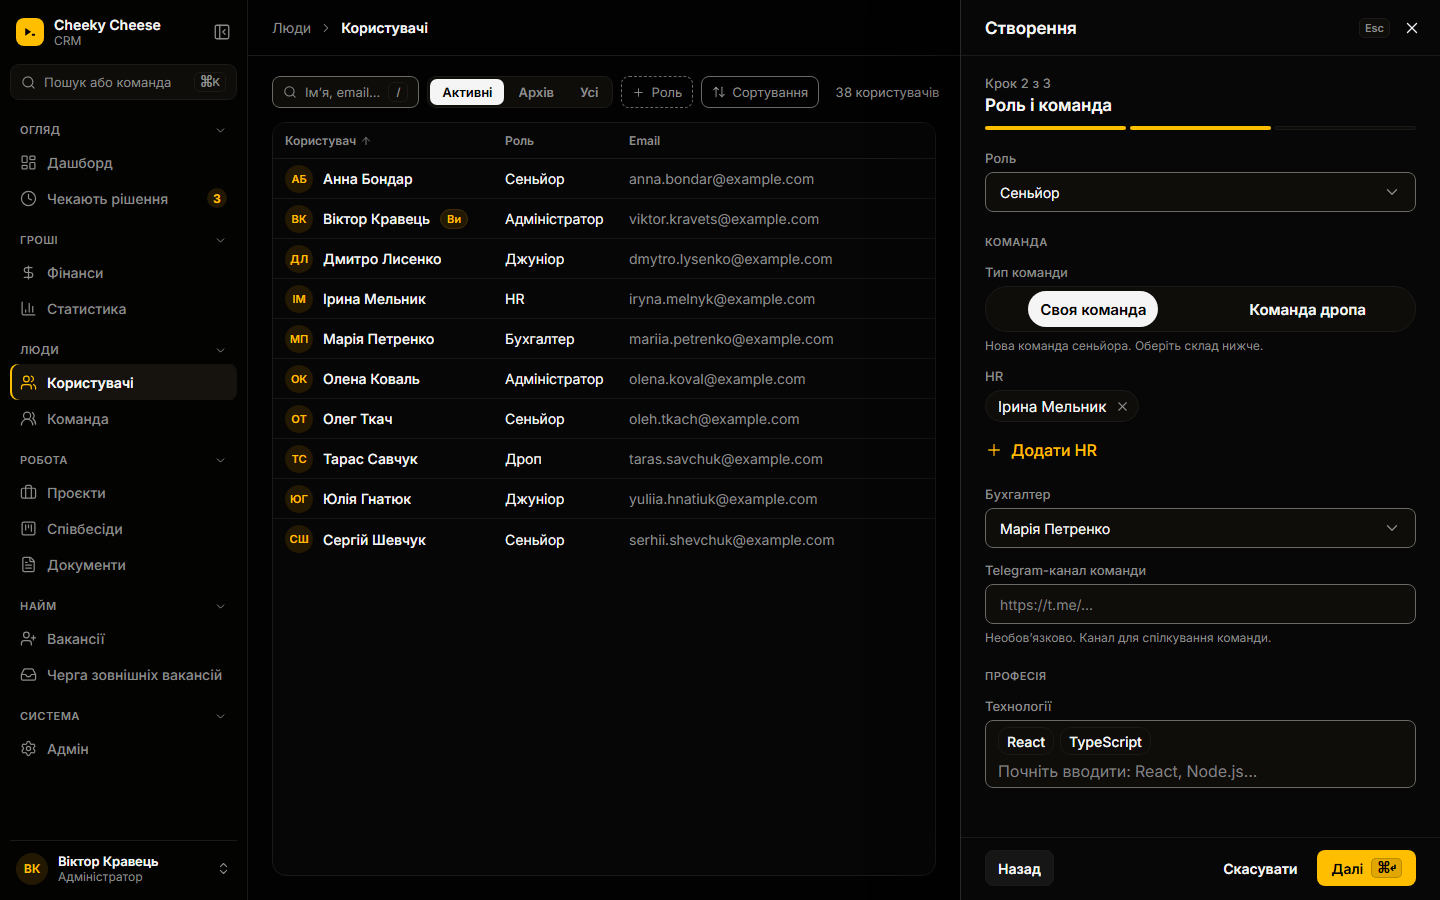 Cheeky Cheese
CRM
Пошук або команда ⌘K
ОГЛЯД
Дашборд
Чекають рішення 3
ГРОШІ
Фінанси
Статистика
ЛЮДИ
Користувачі
Команда
РОБОТА
Проєкти
Співбесіди
Документи
НАЙМ
Вакансії
Черга зовнішніх вакансій
СИСТЕМА
Адмін
ВК Віктор Кравець
Адміністратор
Люди > Користувачі
Ім'я, email... / Активні Архів Усі + Роль Сортування 38 користувачів
Користувач ↑ Роль Email
АБ Анна Бондар Сеньйор anna.bondar@example.com
ВК Віктор Кравець Ви Адміністратор viktor.kravets@example.com
ДЛ Дмитро Лисенко Джуніор dmytro.lysenko@example.com
ІМ Ірина Мельник HR iryna.melnyk@example.com
МП Марія Петренко Бухгалтер mariia.petrenko@example.com
ОК Олена Коваль Адміністратор olena.koval@example.com
ОТ Олег Ткач Сеньйор oleh.tkach@example.com
ТС Тарас Савчук Дроп taras.savchuk@example.com
ЮГ Юлія Гнатюк Джуніор yuliia.hnatiuk@example.com
СШ Сергій Шевчук Сеньйор serhii.shevchuk@example.com
Створення Esc
Крок 2 з 3
Роль і команда
Роль
Сеньйор
КОМАНДА
Тип команди
Своя команда Команда дропа
Нова команда сеньйора. Оберіть склад нижче.
HR
Ірина Мельник
+ Додати HR
Бухгалтер
Марія Петренко
Telegram-канал команди
https://t.me/...
Необов'язково. Канал для спілкування команди.
ПРОФЕСІЯ
Технології
React TypeScript
Почніть вводити: React, Node.js...
Назад Скасувати Далі ⌘↵